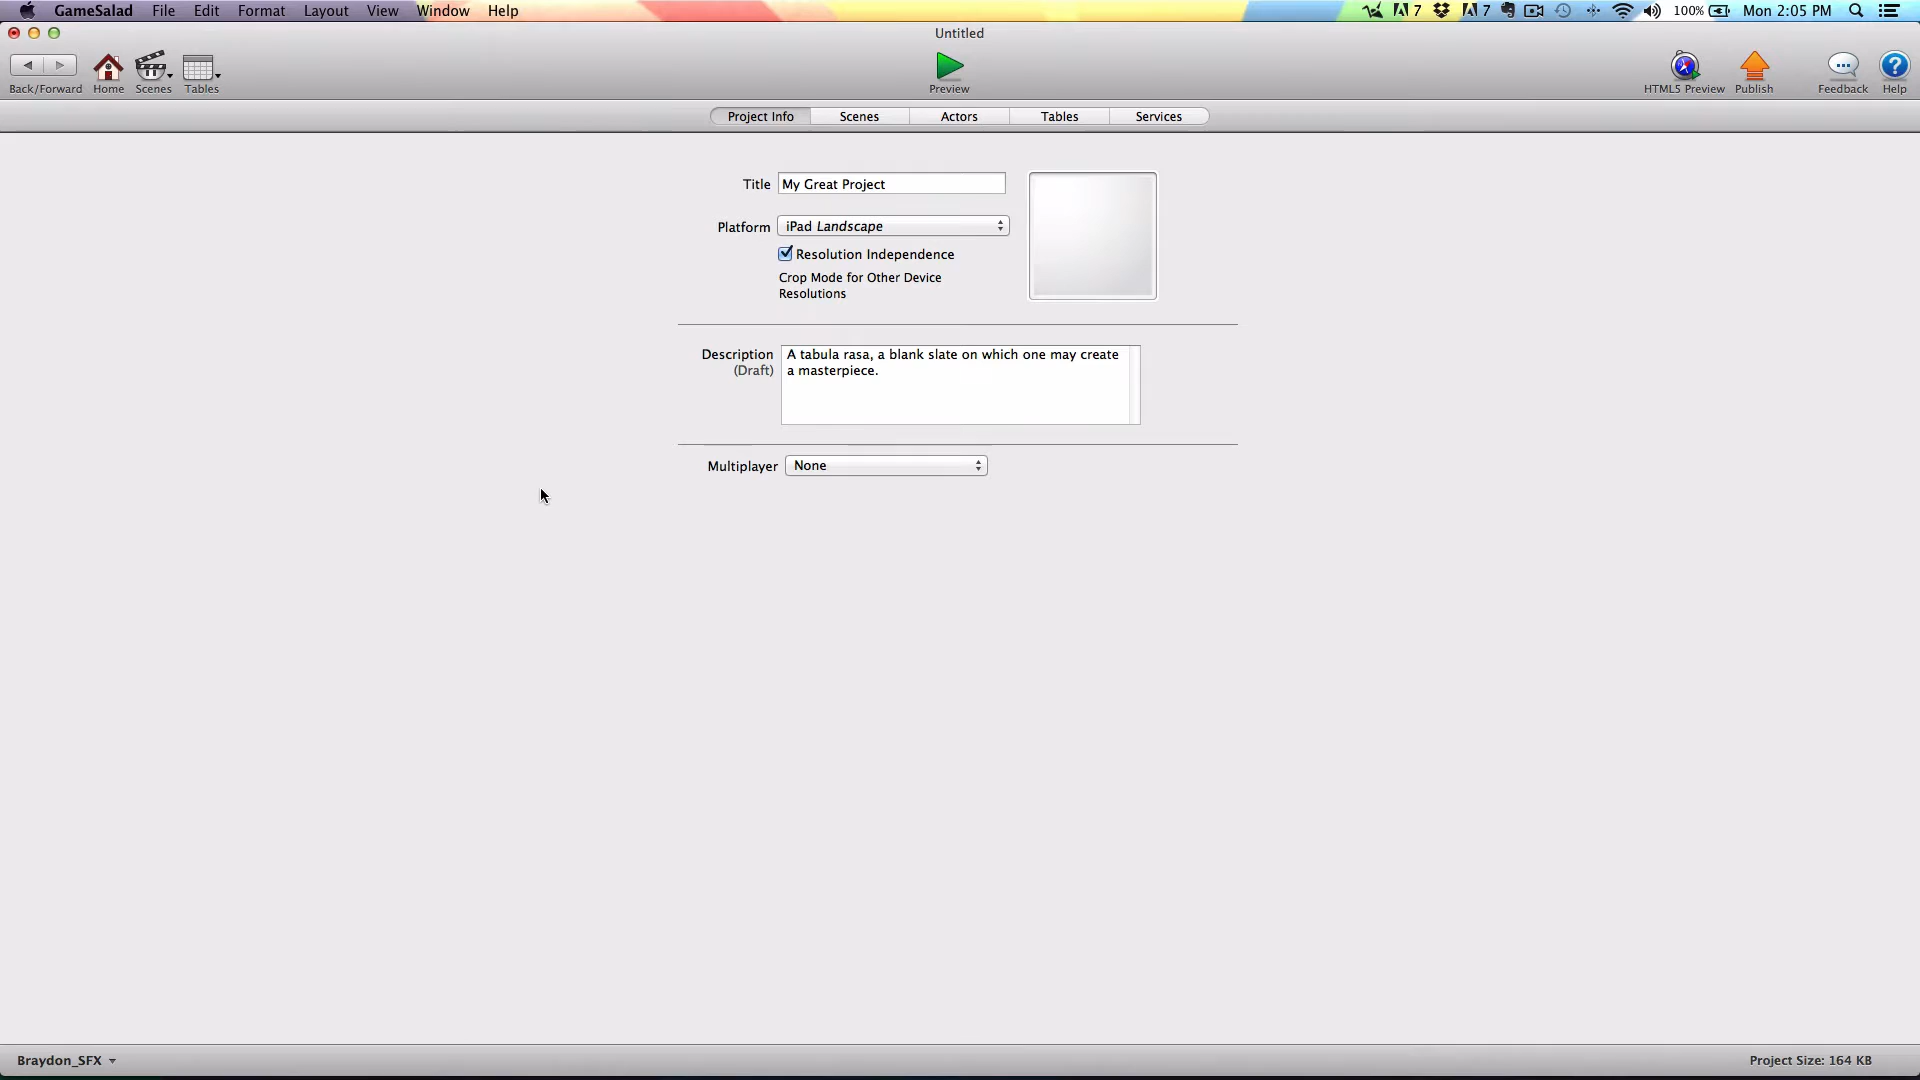 GameSalad File Edit Format Layout View Window Help 7 7 100% Mon 2:05 PM
Untitled
Back/Forward Home Scenes Tables Preview HTML5 Preview Publish Feedback Help
Project Info Scenes Actors Tables Services
Title My Great Project
Platform iPad Landscape
Resolution Independence
Crop Mode for Other Device
Resolutions
Description A tabula rasa, a blank slate on which one may create
(Draft) a masterpiece.
Multiplayer None
Braydon_SFX Project Size: 164 KB